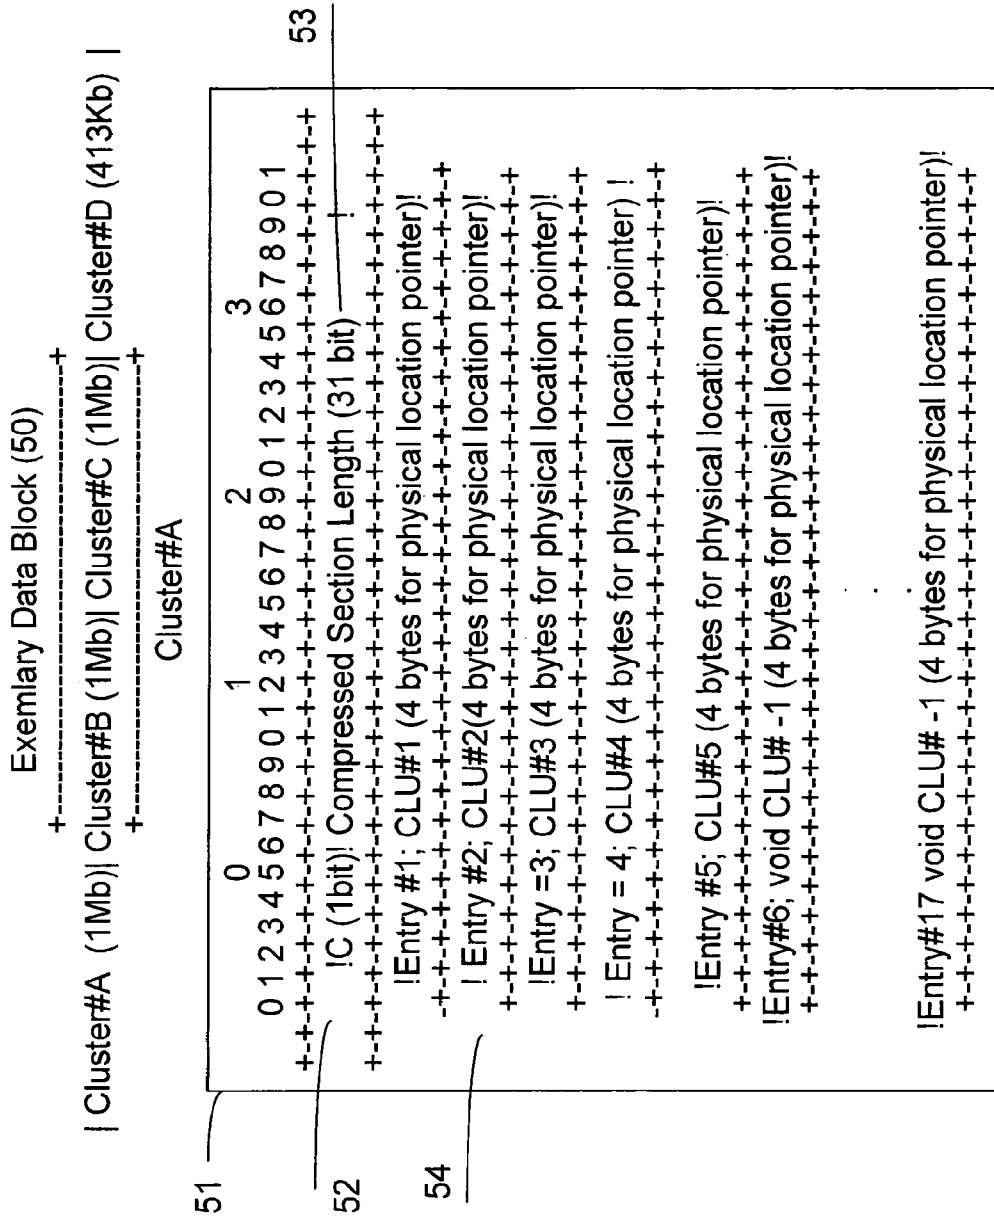 Exemlary Data Block (50)
+-----------------------------------------------+
| Cluster#A (1Mb)| Cluster#B (1Mb)| Cluster#C (1Mb)| Cluster#D (413Kb) |
+-----------------------------------------------+
Cluster#A
51
0 1 2 3
0 1 2 3 4 5 6 7 8 9 0 1 2 3 4 5 6 7 8 9 0 1 2 3 4 5 6 7 8 9 0 1
+-+-+-+-+-+-+-+-+-+-+-+-+-+-+-+-+-+-+-+-+-+-+-+-+-+-+-+-+-+-+-+-+
52
!C (1bit)! Compressed Section Length (31 bit) !
53
+-+-+-+-+-+-+-+-+-+-+-+-+-+-+-+-+-+-+-+-+-+-+-+-+-+-+-+-+-+-+-+-+
!Entry #1; CLU#1 (4 bytes for physical location pointer)!
-+-+-+-+-+-+-+-+-+-+-+-+-+-+-+-+-+-+-+-+-+-+-+-+-+-+-+-+
54
! Entry #2; CLU#2(4 bytes for physical location pointer)!
+-+-+-+-+-+-+-+-+-+-+-+-+-+-+-+-+-+-+-+-+-+-+-+-+-+-+-+
!Entry =3; CLU#3 (4 bytes for physical location pointer)!
+-+-+-+-+-+-+-+-+-+-+-+-+-+-+-+-+-+-+-+-+-+-+-+-+-+-+-+
! Entry = 4; CLU#4 (4 bytes for physical location pointer) !
-+-+-+-+-+-+-+-+-+-+-+-+-+-+-+-+-+-+-+-+-+-+-+-+-+-+-+-+
!Entry #5; CLU#5 (4 bytes for physical location pointer)!
+-+-+-+-+-+-+-+-+-+-+-+-+-+-+-+-+-+-+-+-+-+-+-+-+-+-+-+
!Entry#6; void CLU# -1 (4 bytes for physical location pointer)!
+-+-+-+-+-+-+-+-+-+-+-+-+-+-+-+-+-+-+-+-+-+-+-+-+-+-+-+
. . .
!Entry#17 void CLU# -1 (4 bytes for physical location pointer)!
+-+-+-+-+-+-+-+-+-+-+-+-+-+-+-+-+-+-+-+-+-+-+-+-+-+-+-+